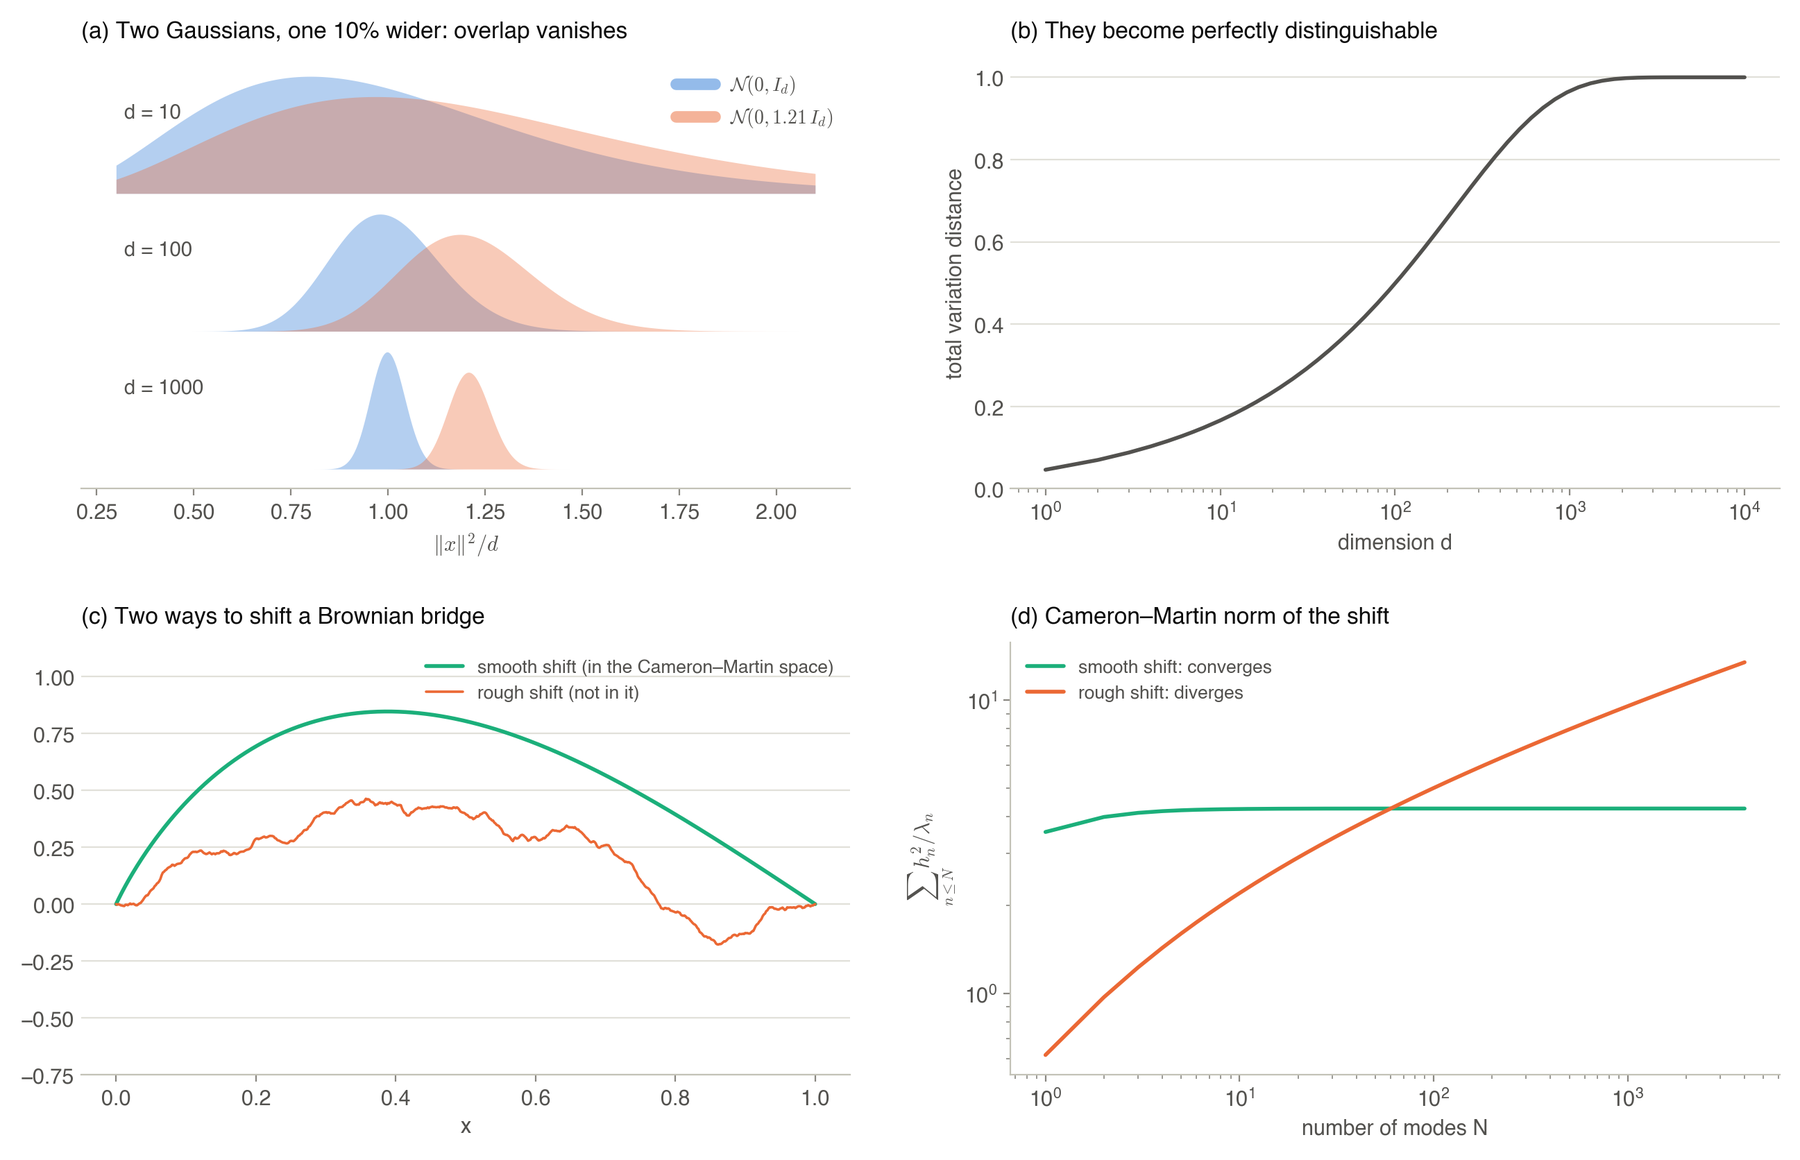 (a) Two Gaussians, one 10% wider: overlap vanishes
d = 10
𝒩(0, I_d)
𝒩(0, 1.21 I_d)
d = 100
d = 1000
0.25 0.50 0.75 1.00 1.25 1.50 1.75 2.00
‖x‖²/d
(b) They become perfectly distinguishable
total variation distance
1.0
0.8
0.6
0.4
0.2
0.0
10⁰ 10¹ 10² 10³ 10⁴
dimension d
(c) Two ways to shift a Brownian bridge
smooth shift (in the Cameron–Martin space)
rough shift (not in it)
1.00
0.75
0.50
0.25
0.00
−0.25
−0.50
−0.75
0.0 0.2 0.4 0.6 0.8 1.0
x
(d) Cameron–Martin norm of the shift
smooth shift: converges
rough shift: diverges
∑_{n≤N} h_n²/λ_n
10¹
10⁰
10⁰ 10¹ 10² 10³
number of modes N